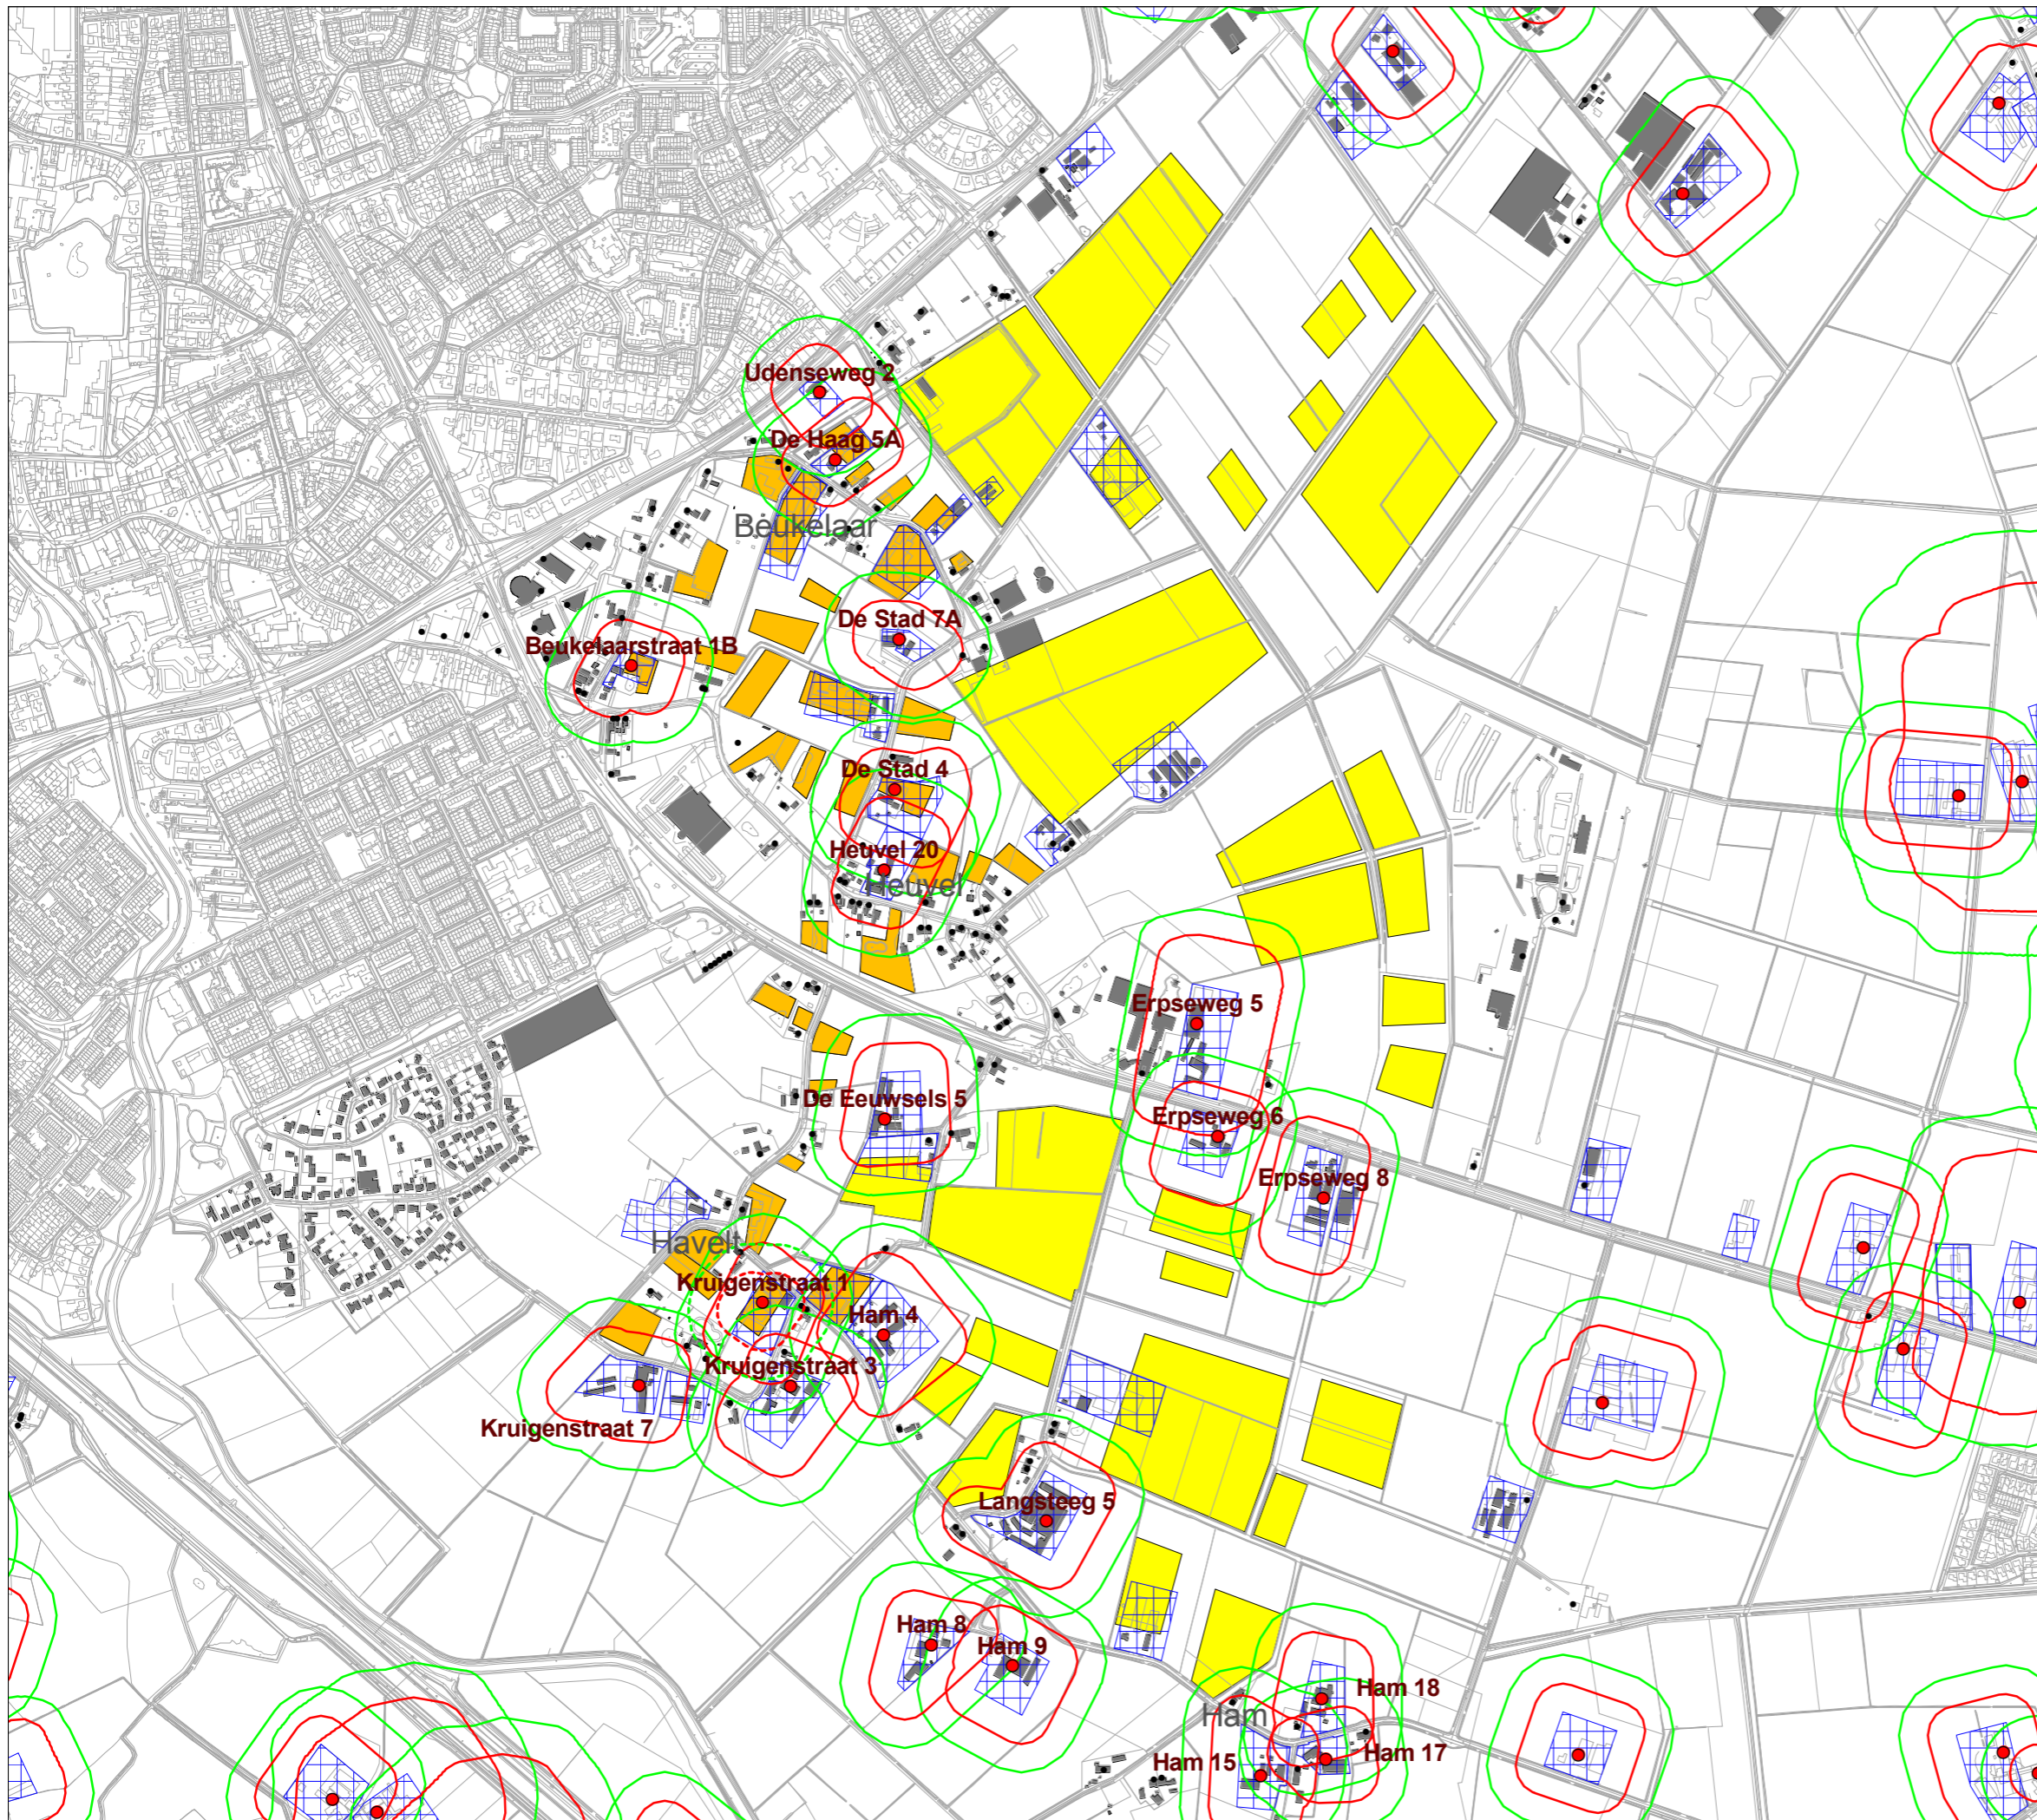 Udenseweg 2
De Haag 5A
Beukelaar
De Stad 7A
Beukelaarstraat 1B
De Stad 4
Heuvel 20
Heuvel
Erpseweg 5
De Eeuwsels 5
Erpseweg 6
Erpseweg 8
Havelt
Kruigenstraat 1
Ham 4
Kruigenstraat 3
Kruigenstraat 7
Langsteeg 5
Ham 8
Ham 9
Ham 18
Ham
Ham 17
Ham 15